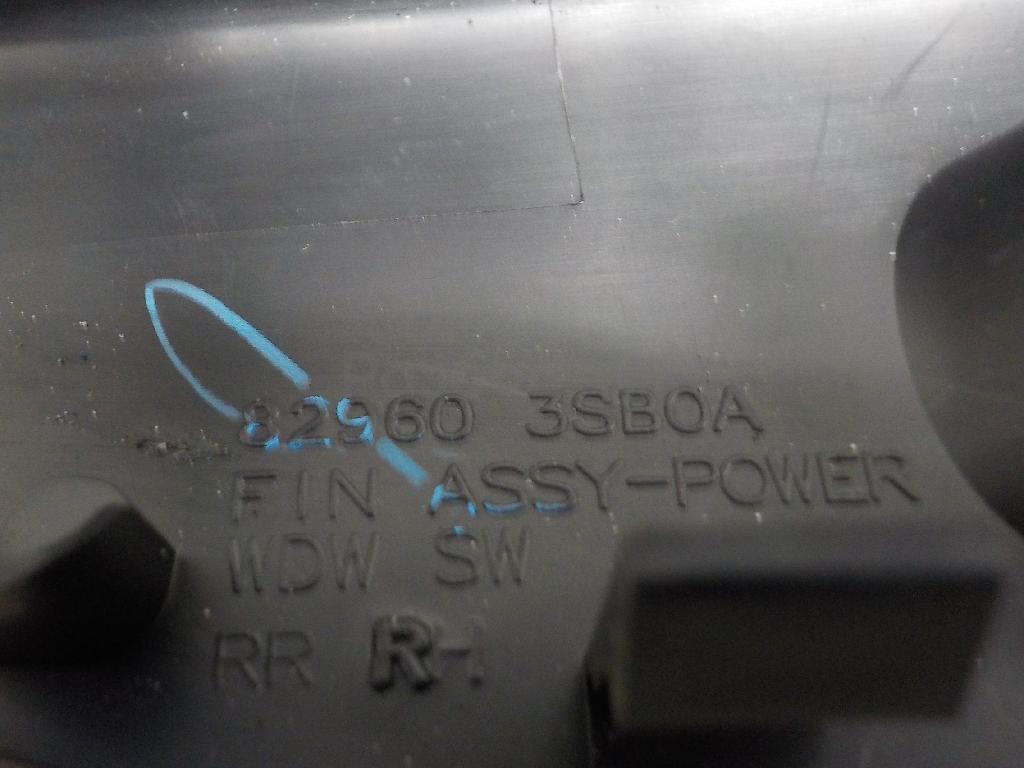 82960 3SB0A
FIN ASSY-POWER
WDW SW
RR RH